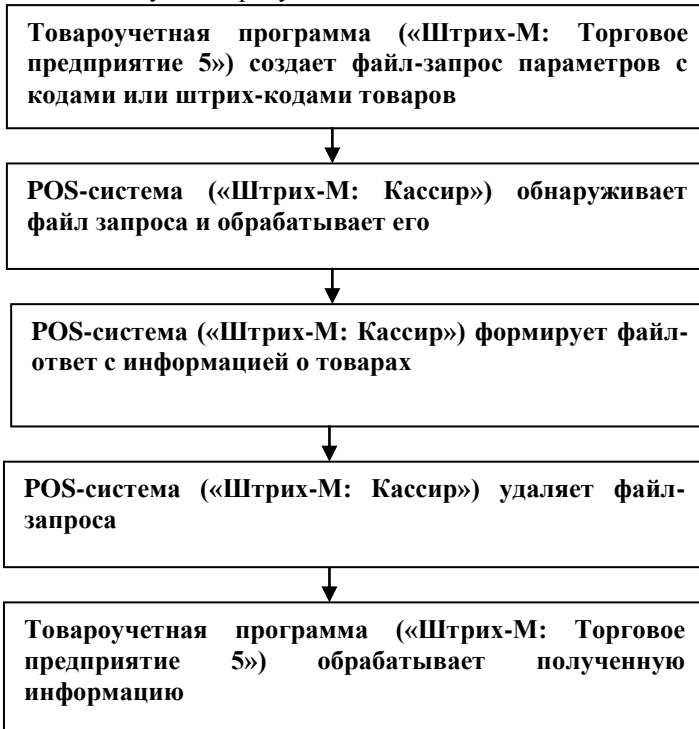 Товароучетная программа («Штрих-М: Торговое
предприятие 5») создает файл-запрос параметров с
кодами или штрих-кодами товаров
POS-система («Штрих-М: Кассир») обнаруживает
файл запроса и обрабатывает его
POS-система («Штрих-М: Кассир») формирует файл-
ответ с информацией о товарах
POS-система («Штрих-М: Кассир») удаляет файл-
запроса
Товароучетная программа («Штрих-М: Торговое
предприятие 5») обрабатывает полученную
информацию